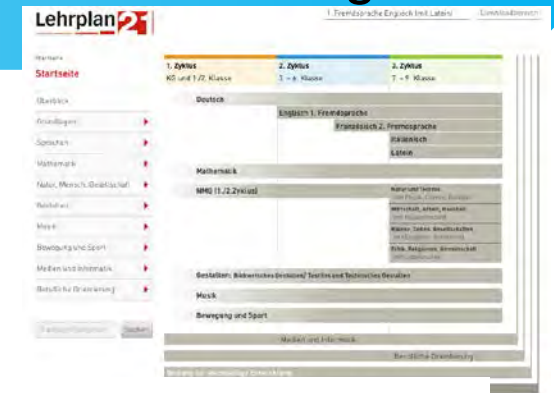 Lehrplan 21
1. Fremdsprache Englisch (mit Latein)
Startseite
Startseite
1. Zyklus
KG und 1./2. Klasse
2. Zyklus
3. – 6. Klasse
3. Zyklus
7. – 9. Klasse
Überblick
Grundlagen
Sprachen
Mathematik
Natur, Mensch, Gesellschaft
Gestalten
Musik
Bewegung und Sport
Medien und Informatik
Berufliche Orientierung
Suchen
Deutsch
Englisch 1. Fremdsprache
Französisch 2. Fremdsprache
Italienisch
Latein
Mathematik
NMG (1./2.Zyklus)
Natur und Technik
Wirtschaft, Arbeit, Haushalt
Räume, Zeiten, Gesellschaften
Ethik, Religionen, Gemeinschaft
Gestalten: Bildnerisches Gestalten/ Textiles und Technisches Gestalten
Musik
Bewegung und Sport
Medien und Informatik
Berufliche Orientierung